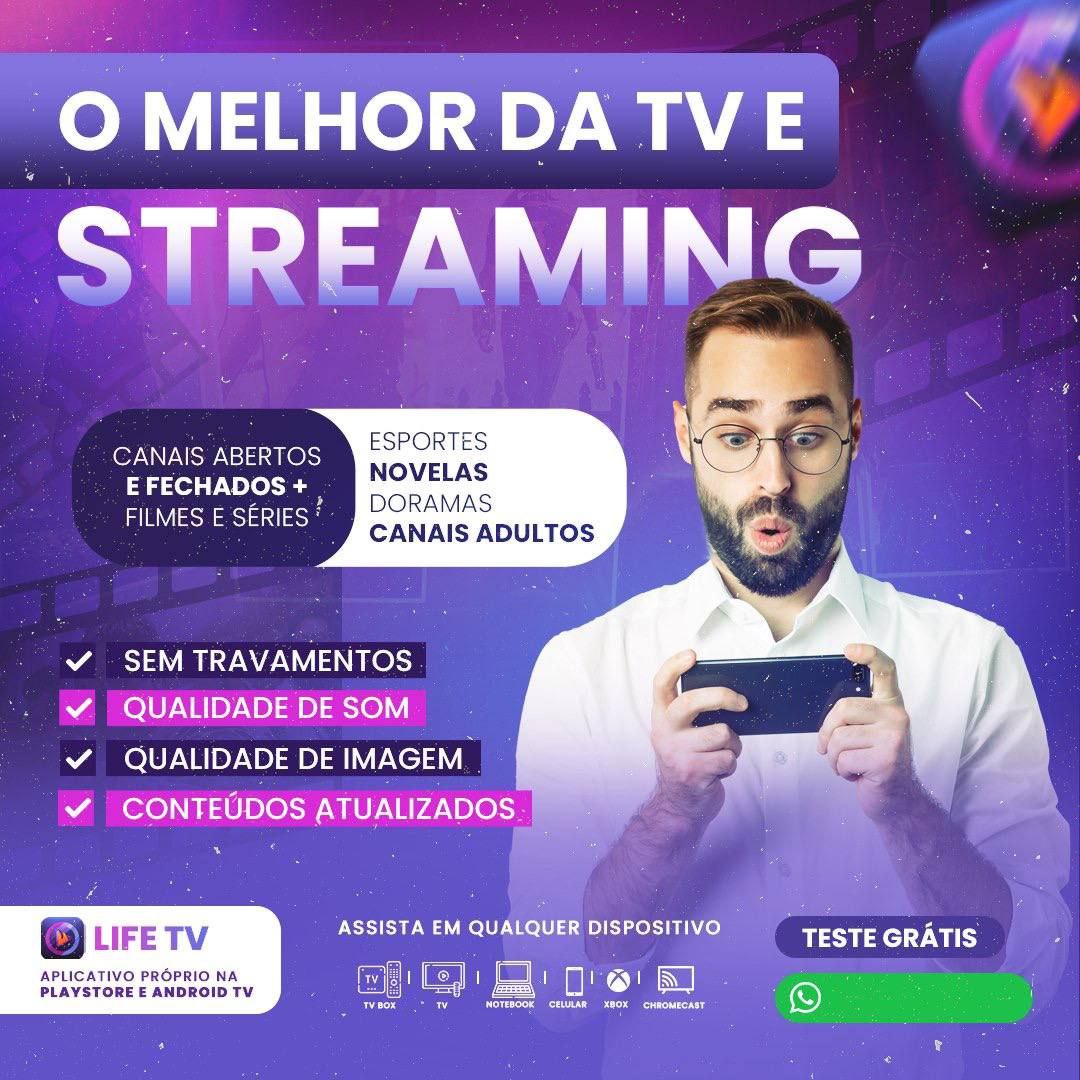 O MELHOR DA TV E
STREAMING
CANAIS ABERTOS
E FECHADOS +
FILMES E SÉRIES
ESPORTES
NOVELAS
DORAMAS
CANAIS ADULTOS
SEM TRAVAMENTOS
QUALIDADE DE SOM
QUALIDADE DE IMAGEM
CONTEÚDOS ATUALIZADOS
LIFE TV
APLICATIVO PRÓPRIO NA
PLAYSTORE E ANDROID TV
ASSISTA EM QUALQUER DISPOSITIVO
TV
TV BOX
TV
NOTEBOOK
CELULAR
XBOX
CHROMECAST
TESTE GRÁTIS